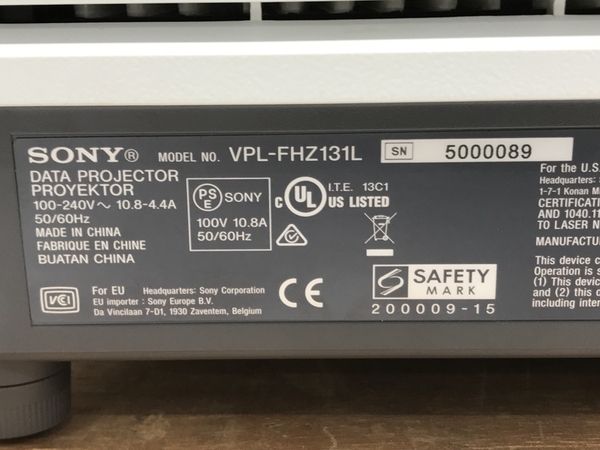 SONY® MODEL NO. VPL-FHZ131L SN 5000089
DATA PROJECTOR
PROYEKTOR
100-240V ~ 10.8-4.4A
50/60Hz
MADE IN CHINA
FABRIQUE EN CHINE
BUATAN CHINA
PS E SONY
100V 10.8A
50/60Hz
C UL US LISTED
I.T.E. 13C1
S SAFETY
MARK
200009-15
VCI
For EU Headquarters: Sony Corporation
EU importer : Sony Europe B.V.
Da Vincilaan 7-D1, 1930 Zaventem, Belgium
CE
For the U.S.
Headquarters:
1-7-1 Konan
CERTIFICATI
AND 1040.11
TO LASER N
MANUFACTU
This device c
Operation is s
(1) This devic
and (2) this d
including inter